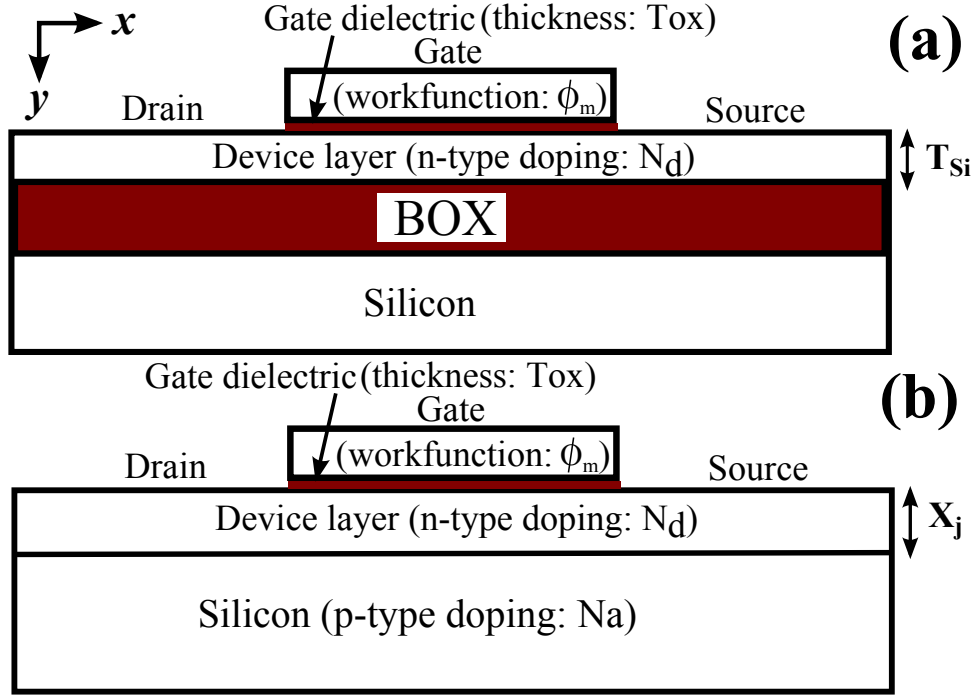 x
y
Gate dielectric (thickness: Tox)
(a)
Gate
(workfunction: ϕm)
Drain
Source
Device layer (n-type doping: Nd)
TSi
BOX
Silicon
Gate dielectric (thickness: Tox)
(b)
Gate
(workfunction: ϕm)
Drain
Source
Device layer (n-type doping: Nd)
Xj
Silicon (p-type doping: Na)